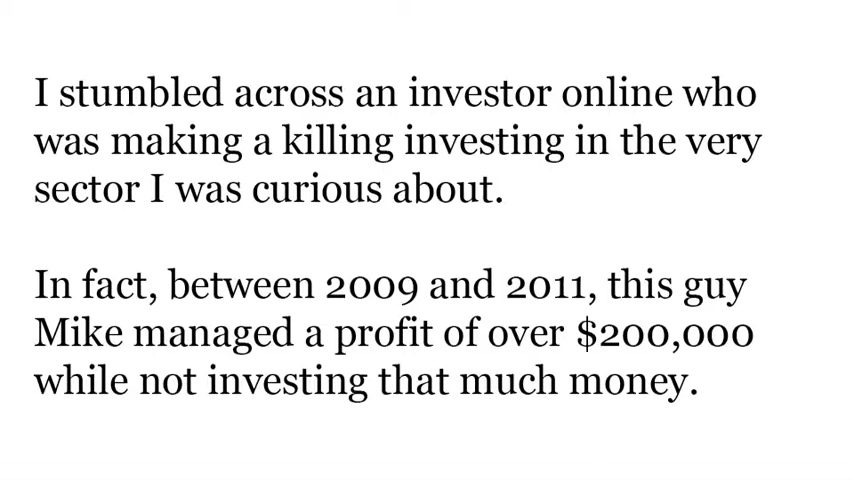 I stumbled across an investor online who
was making a killing investing in the very
sector I was curious about.
In fact, between 2009 and 2011, this guy
Mike managed a profit of over $200,000
while not investing that much money.